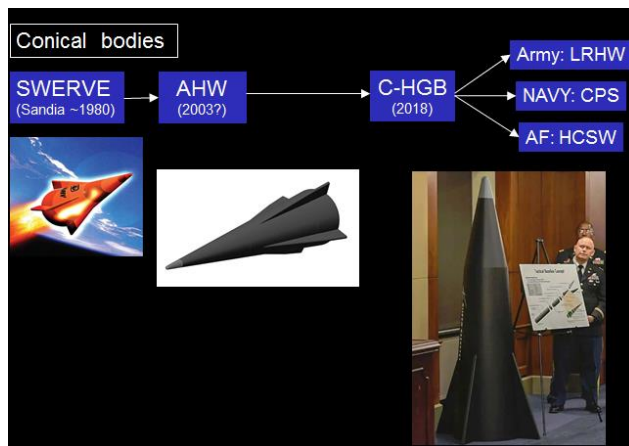 Conical bodies
SWERVE
(Sandia ~1980)
AHW
(2003?)
C-HGB
(2018)
Army: LRHW
NAVY: CPS
AF: HCSW